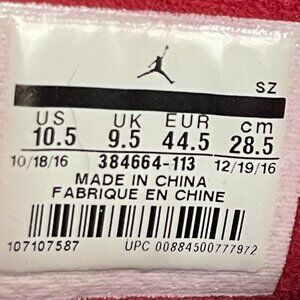 SZ
US UK EUR cm
10.5 9.5 44.5 28.5
10/18/16 384664-113 12/19/16
MADE IN CHINA
FABRIQUE EN CHINE
107107587 UPC 00884500777972